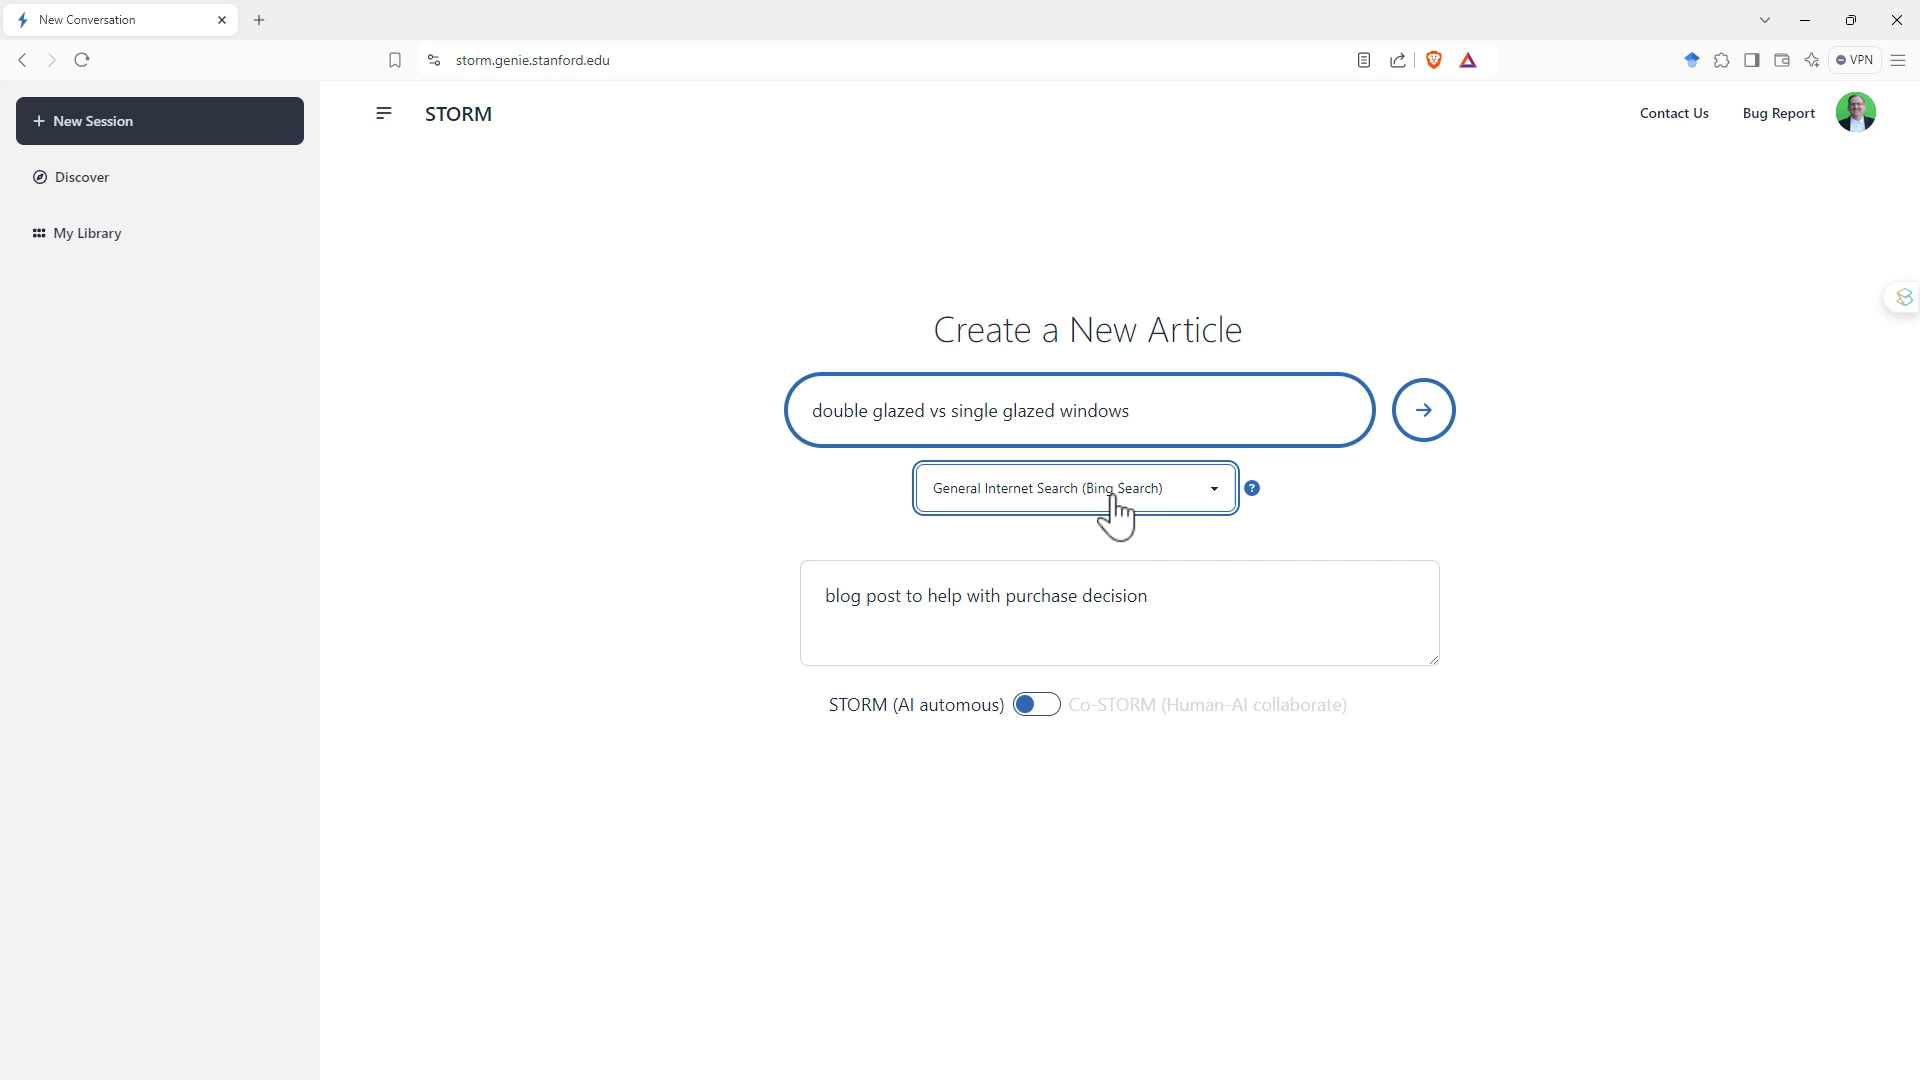 New Conversation
storm.genie.stanford.edu
VPN
New Session
STORM
Contact Us
Bug Report
Discover
My Library
Create a New Article
double glazed vs single glazed windows
General Internet Search (Bing Search)
?
blog post to help with purchase decision
STORM (AI automous)
Co-STORM (Human-AI collaborate)